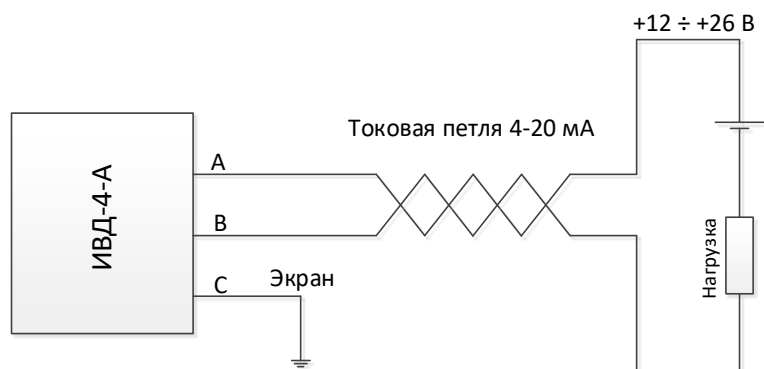 +12 ÷ +26 В
Токовая петля 4-20 мА
ИВД-4-А
А
В
С
Экран
Нагрузка